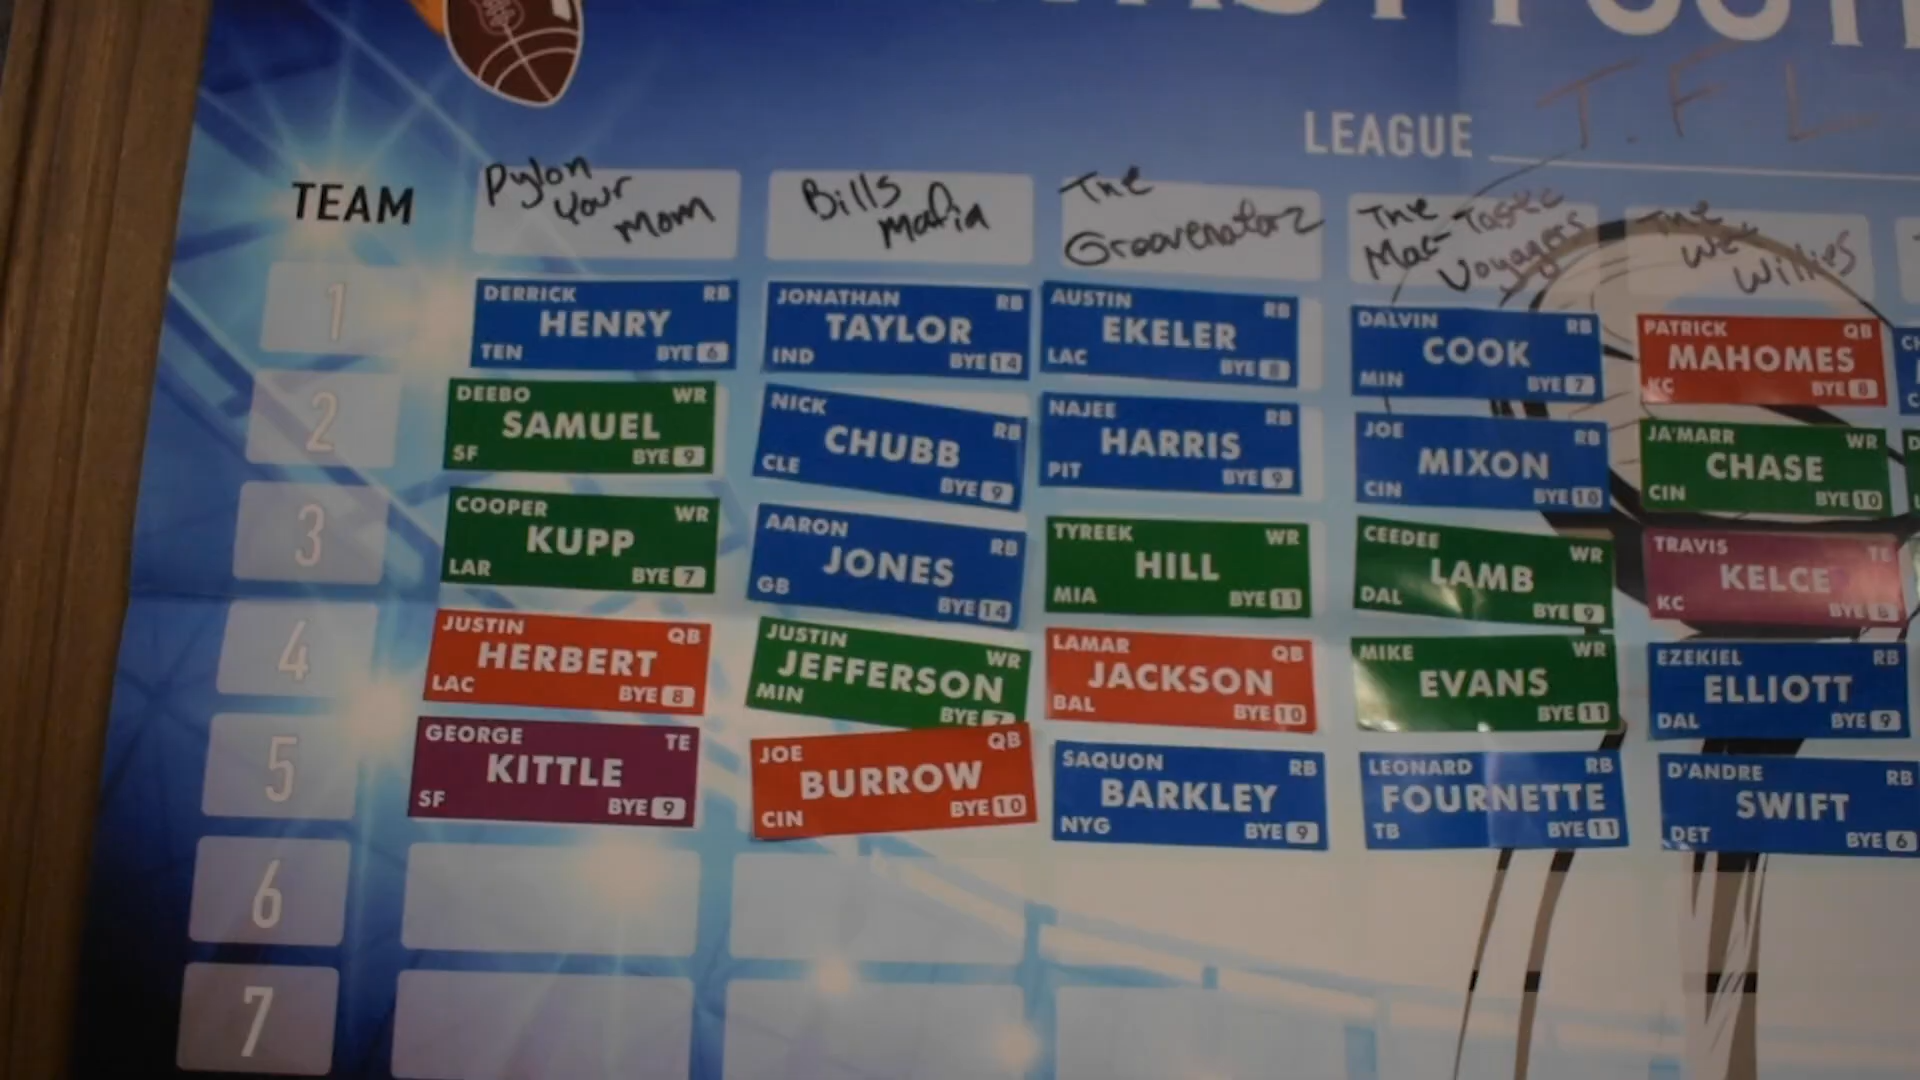 LEAGUE T.F.L
TEAM
Pylon Your Mom
Bills Mafia
The Groovenatorz
The Mac-Tastic Voyagers
The Wet Willies
1
DERRICK RB
HENRY
TEN BYE 6
JONATHAN RB
TAYLOR
IND BYE 14
AUSTIN RB
EKELER
LAC BYE 8
DALVIN RB
COOK
MIN BYE 7
PATRICK QB
MAHOMES
KC BYE 8
2
DEEBO WR
SAMUEL
SF BYE 9
NICK RB
CHUBB
CLE BYE 9
NAJEE RB
HARRIS
PIT BYE 9
JOE RB
MIXON
CIN BYE 10
JA'MARR WR
CHASE
CIN BYE 10
3
COOPER WR
KUPP
LAR BYE 7
AARON RB
JONES
GB BYE 14
TYREEK WR
HILL
MIA BYE 11
CEEDEE WR
LAMB
DAL BYE 9
TRAVIS TE
KELCE
KC BYE 8
4
JUSTIN QB
HERBERT
LAC BYE 8
JUSTIN WR
JEFFERSON
MIN BYE 7
LAMAR QB
JACKSON
BAL BYE 10
MIKE WR
EVANS
BYE 11
EZEKIEL RB
ELLIOTT
DAL BYE 9
5
GEORGE TE
KITTLE
SF BYE 9
JOE QB
BURROW
CIN BYE 10
SAQUON RB
BARKLEY
NYG BYE 9
LEONARD RB
FOURNETTE
TB BYE 11
D'ANDRE RB
SWIFT
DET BYE 6
6
7